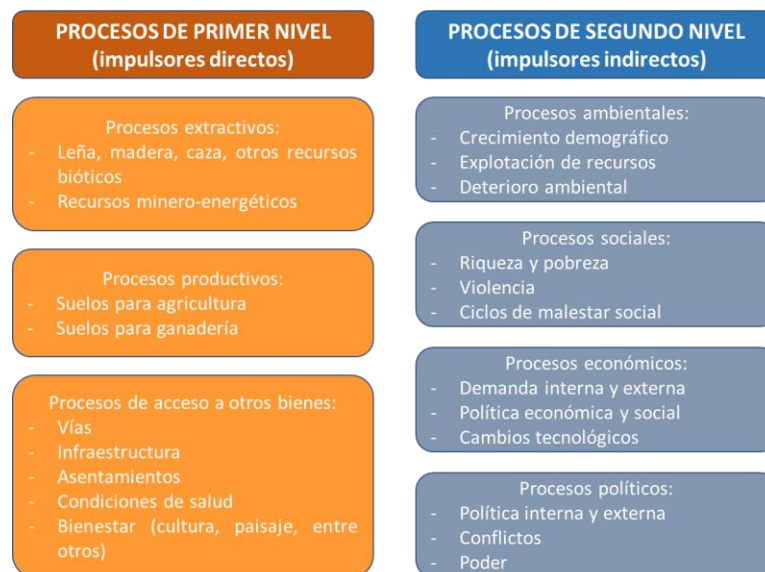 PROCESOS DE PRIMER NIVEL
(impulsores directos)
Procesos extractivos:
- Leña, madera, caza, otros recursos
bióticos
- Recursos minero-energéticos
Procesos productivos:
- Suelos para agricultura
- Suelos para ganadería
Procesos de acceso a otros bienes:
- Vías
- Infraestructura
- Asentamientos
- Condiciones de salud
- Bienestar (cultura, paisaje, entre
otros)
PROCESOS DE SEGUNDO NIVEL
(impulsores indirectos)
Procesos ambientales:
- Crecimiento demográfico
- Explotación de recursos
- Deterioro ambiental
Procesos sociales:
- Riqueza y pobreza
- Violencia
- Ciclos de malestar social
Procesos económicos:
- Demanda interna y externa
- Política económica y social
- Cambios tecnológicos
Procesos políticos:
- Política interna y externa
- Conflictos
- Poder